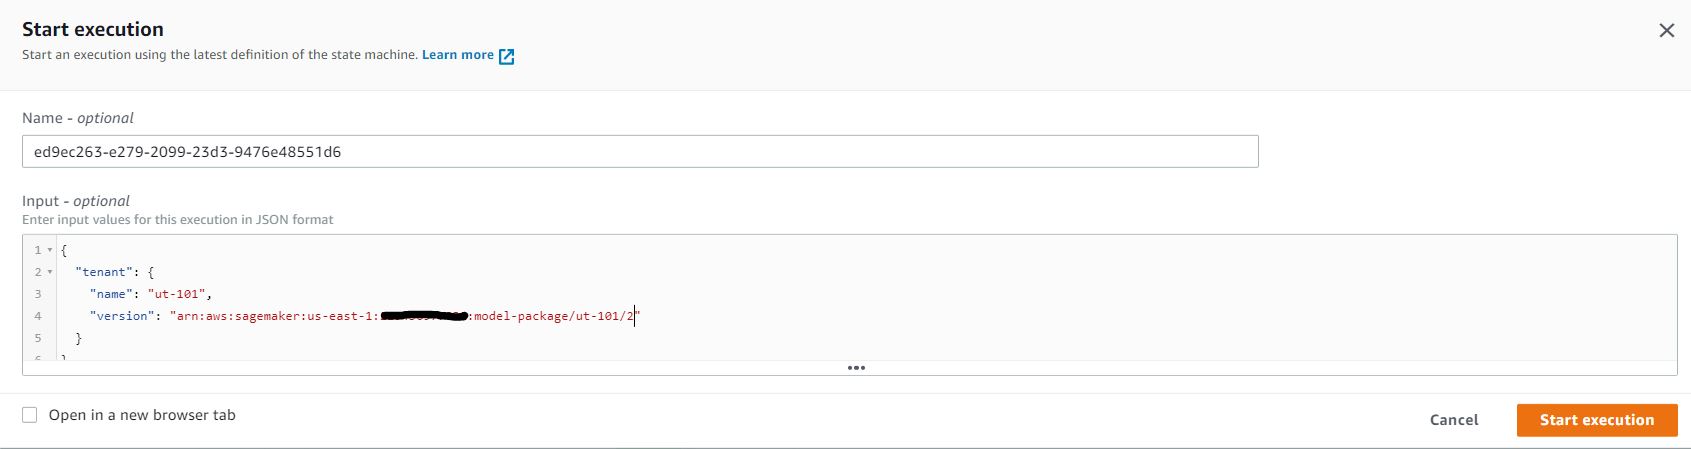 Start execution
Start an execution using the latest definition of the state machine. Learn more
Name - optional
ed9ec263-e279-2099-23d3-9476e48551d6
Input - optional
Enter input values for this execution in JSON format
1 {
2 "tenant": {
3 "name": "ut-101",
4 "version": "arn:aws:sagemaker:us-east-1: :model-package/ut-101/2"
5 }
6 }
Open in a new browser tab
Cancel
Start execution